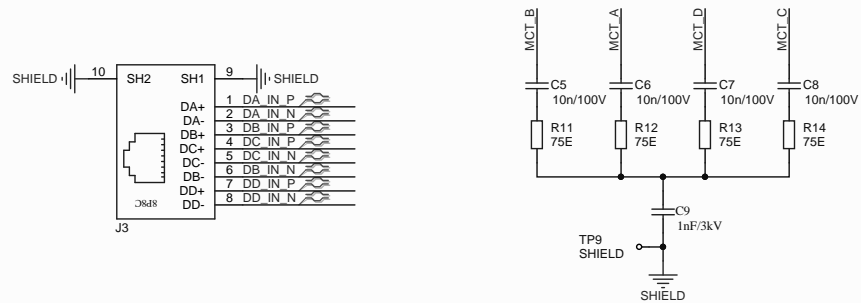 SHIELD
10
SH2
SH1
9
SHIELD
DA+ 1 DA_IN_P
DA- 2 DA_IN_N
DB+ 3 DB_IN_P
DC+ 4 DC_IN_P
DC- 5 DC_IN_N
DB- 6 DB_IN_N
DD+ 7 DD_IN_P
DD- 8 DD_IN_N
8P8C
J3
MCT_B
MCT_A
MCT_D
MCT_C
C5
10n/100V
C6
10n/100V
C7
10n/100V
C8
10n/100V
R11
75E
R12
75E
R13
75E
R14
75E
C9
1nF/3kV
TP9
SHIELD
SHIELD